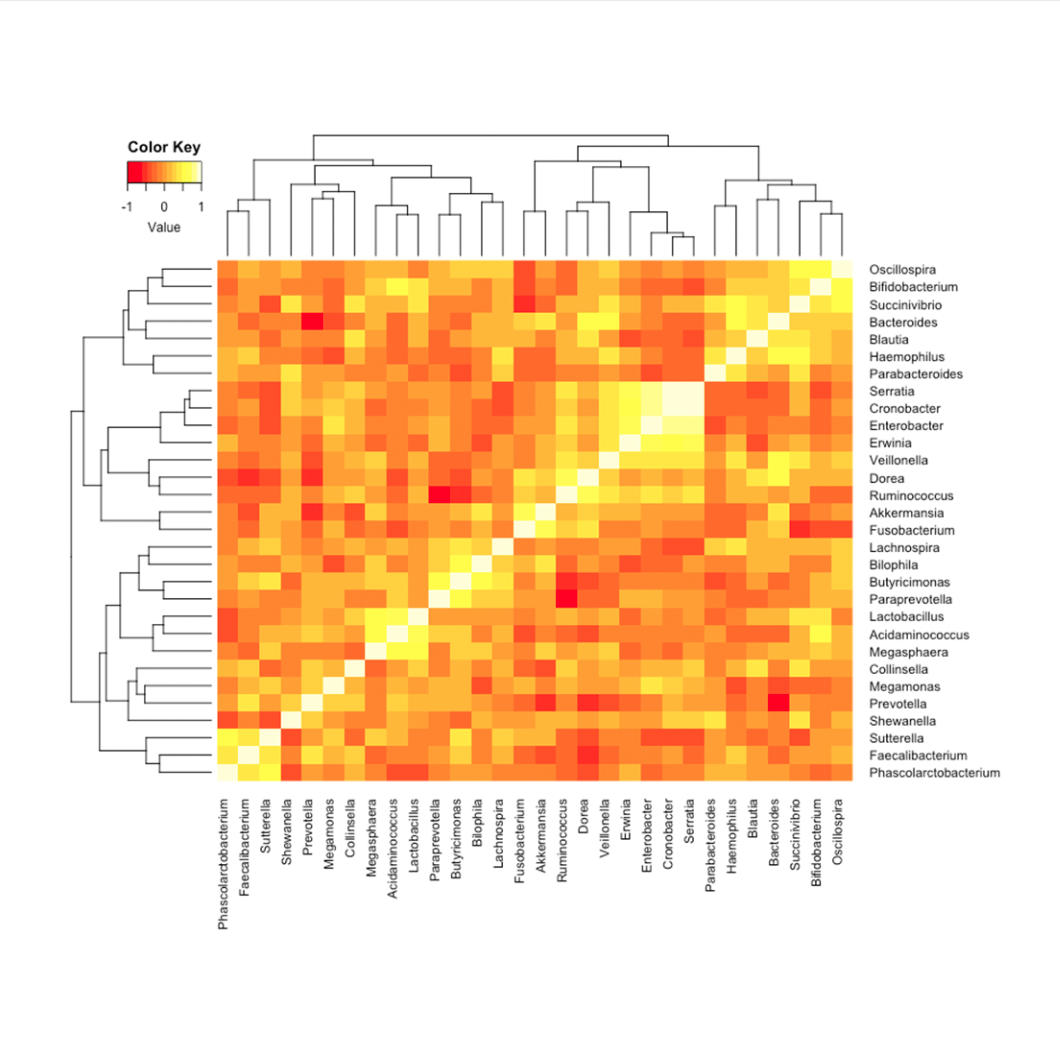 Color Key
-1 0 1
Value
Oscillospira
Bifidobacterium
Succinivibrio
Bacteroides
Blautia
Haemophilus
Parabacteroides
Serratia
Cronobacter
Enterobacter
Erwinia
Veillonella
Dorea
Ruminococcus
Akkermansia
Fusobacterium
Lachnospira
Bilophila
Butyricimonas
Paraprevotella
Lactobacillus
Acidaminococcus
Megasphaera
Collinsella
Megamonas
Prevotella
Shewanella
Sutterella
Faecalibacterium
Phascolarctobacterium
Phascolarctobacterium
Faecalibacterium
Sutterella
Shewanella
Prevotella
Megamonas
Collinsella
Megasphaera
Acidaminococcus
Lactobacillus
Paraprevotella
Butyricimonas
Bilophila
Lachnospira
Fusobacterium
Akkermansia
Ruminococcus
Dorea
Veillonella
Erwinia
Enterobacter
Cronobacter
Serratia
Parabacteroides
Haemophilus
Blautia
Bacteroides
Succinivibrio
Bifidobacterium
Oscillospira